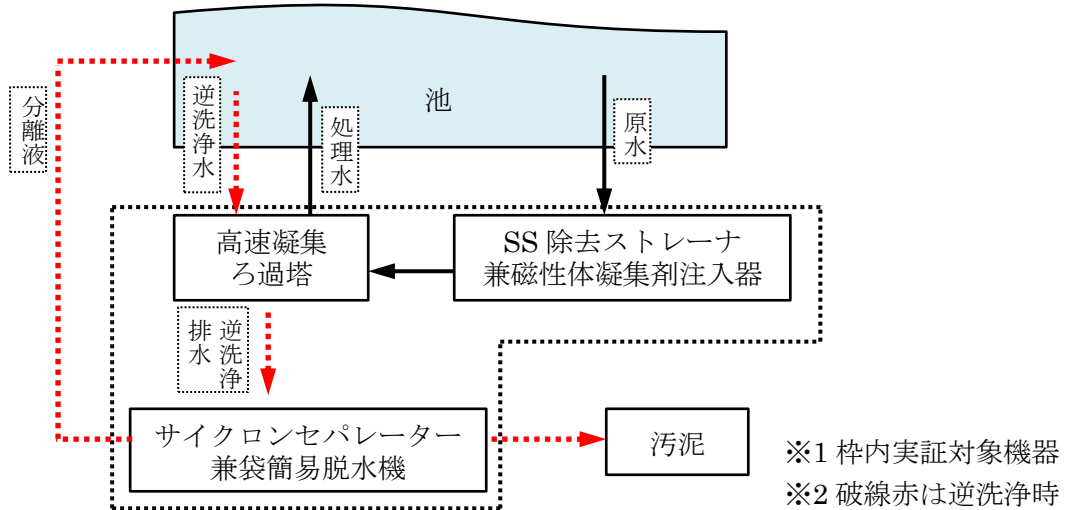 池
分離液
逆洗浄水
処理水
原水
高速凝集
ろ過塔
SS 除去ストレーナ
兼磁性体凝集剤注入器
逆洗浄
排水
サイクロンセパレーター
兼袋簡易脱水機
汚泥
※1 枠内実証対象機器
※2 破線赤は逆洗浄時